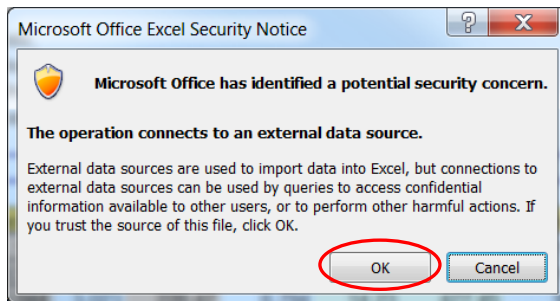 Microsoft Office Excel Security Notice
Microsoft Office has identified a potential security concern.
The operation connects to an external data source.
External data sources are used to import data into Excel, but connections to
external data sources can be used by queries to access confidential
information available to other users, or to perform other harmful actions. If
you trust the source of this file, click OK.
OK Cancel